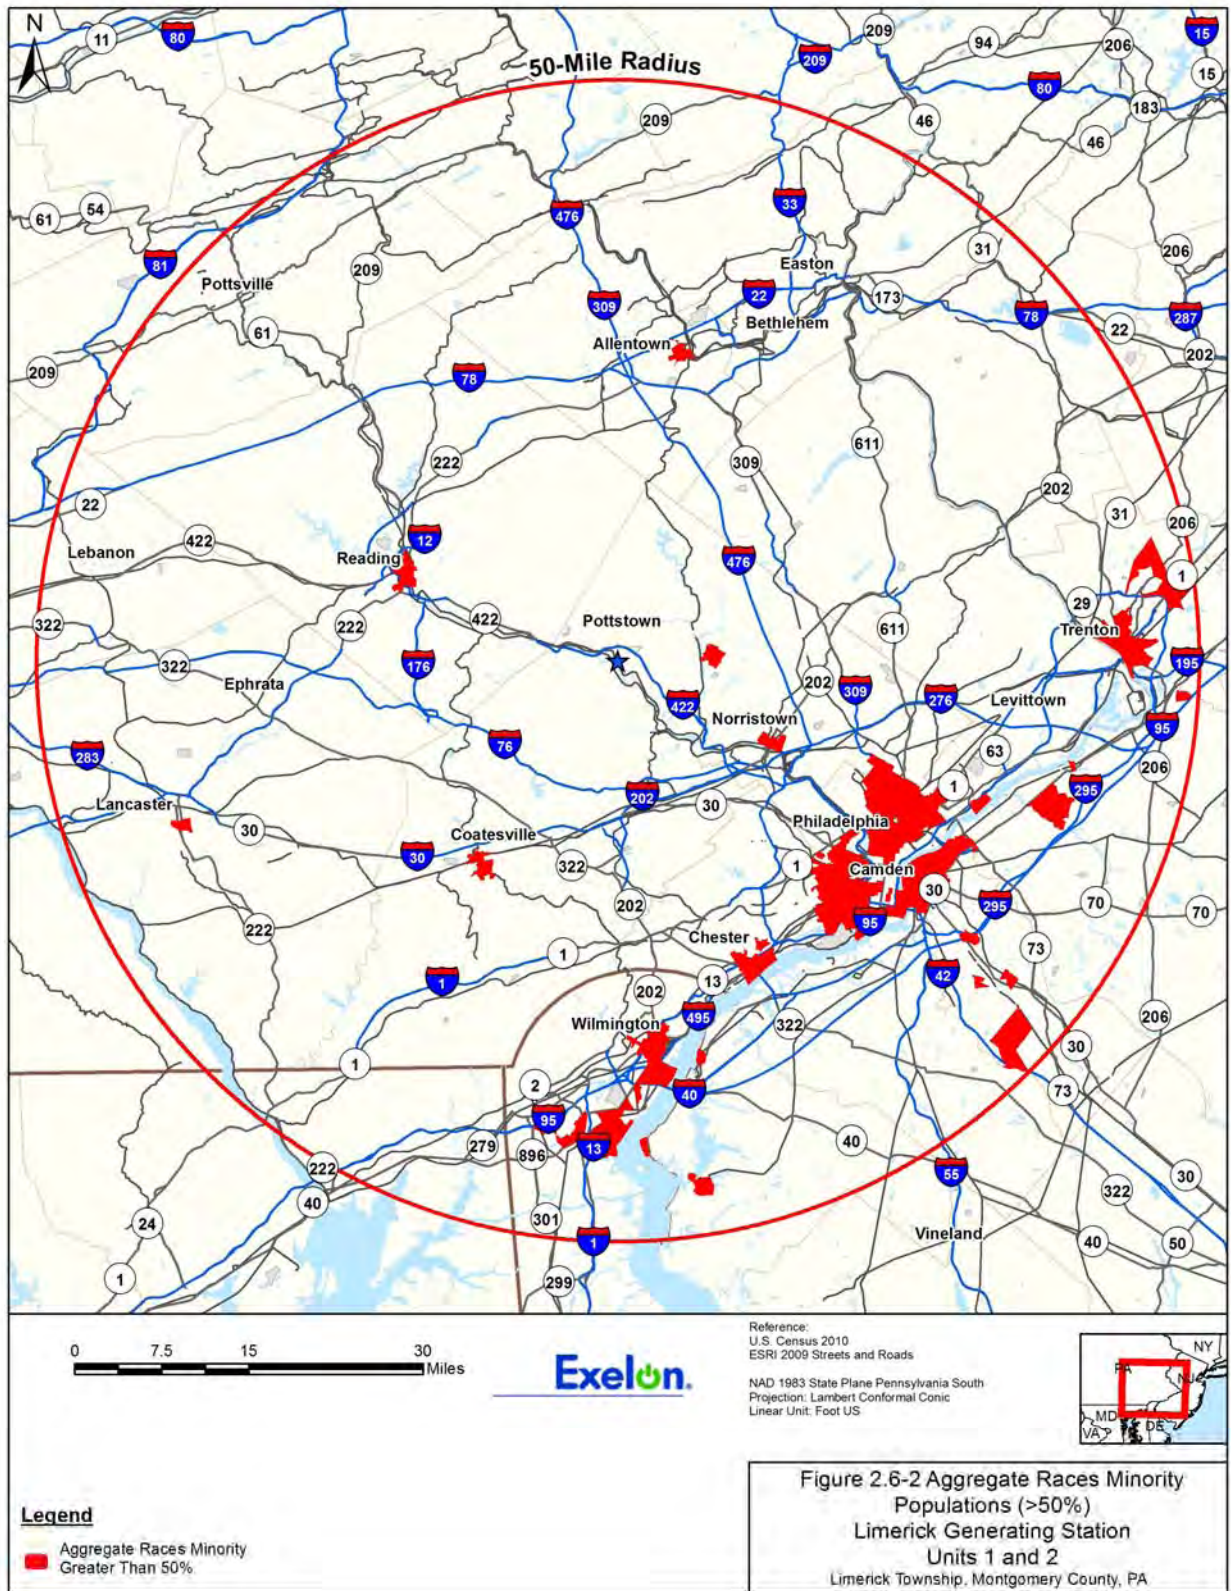 N
11
80
209
94
206
15
15
50-Mile Radius
209
80
183
209
46
46
61
54
476
33
31
206
81
Pottsville
209
Easton
22
173
309
78
287
61
Bethlehem
22
Allentown
202
209
78
611
222
309
202
22
31
206
Lebanon
422
12
Reading
476
1
422
Pottstown
29
322
222
611
Trenton
322
176
202
195
Ephrata
309
276
Levittown
422
Norristown
95
283
76
63
206
202
1
295
Lancaster
30
30
Philadelphia
Coatesville
30
322
1
Camden
30
202
295
70
70
222
95
Chester
1
73
1
13
42
202
495
Wilmington
322
206
30
1
2
40
73
95
279
13
40
222
896
55
30
40
322
24
301
Vineland
1
40
50
1
299
0 7.5 15 30
Miles
Exelon.
Reference:
U.S. Census 2010
ESRI 2009 Streets and Roads
NAD 1983 State Plane Pennsylvania South
Projection: Lambert Conformal Conic
Linear Unit: Foot US
NY
PA
NJ
MD
DE
VA
Figure 2.6-2 Aggregate Races Minority
Populations (>50%)
Limerick Generating Station
Units 1 and 2
Limerick Township, Montgomery County, PA
Legend
Aggregate Races Minority
Greater Than 50%